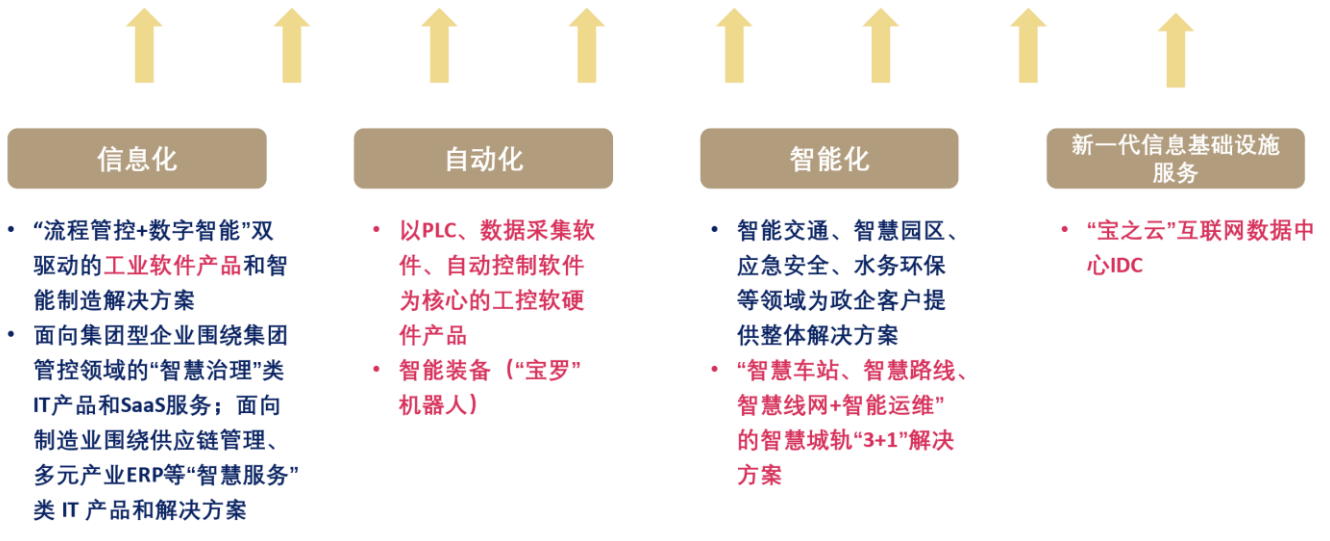 信息化
“流程管控+数字智能”双
驱动的工业软件产品和智
能制造解决方案
面向集团型企业围绕集团
管控领域的“智慧治理”类
IT产品和SaaS服务；面向
制造业围绕供应链管理、
多元产业ERP等“智慧服务”
类 IT 产品和解决方案
自动化
以PLC、数据采集软
件、自动控制软件
为核心的工控软硬
件产品
智能装备（“宝罗”
机器人）
智能化
智能交通、智慧园区、
应急安全、水务环保
等领域为政企客户提
供整体解决方案
“智慧车站、智慧路线、
智慧线网+智能运维”
的智慧城轨“3+1”解决
方案
新一代信息基础设施
服务
“宝之云”互联网数据中
心IDC